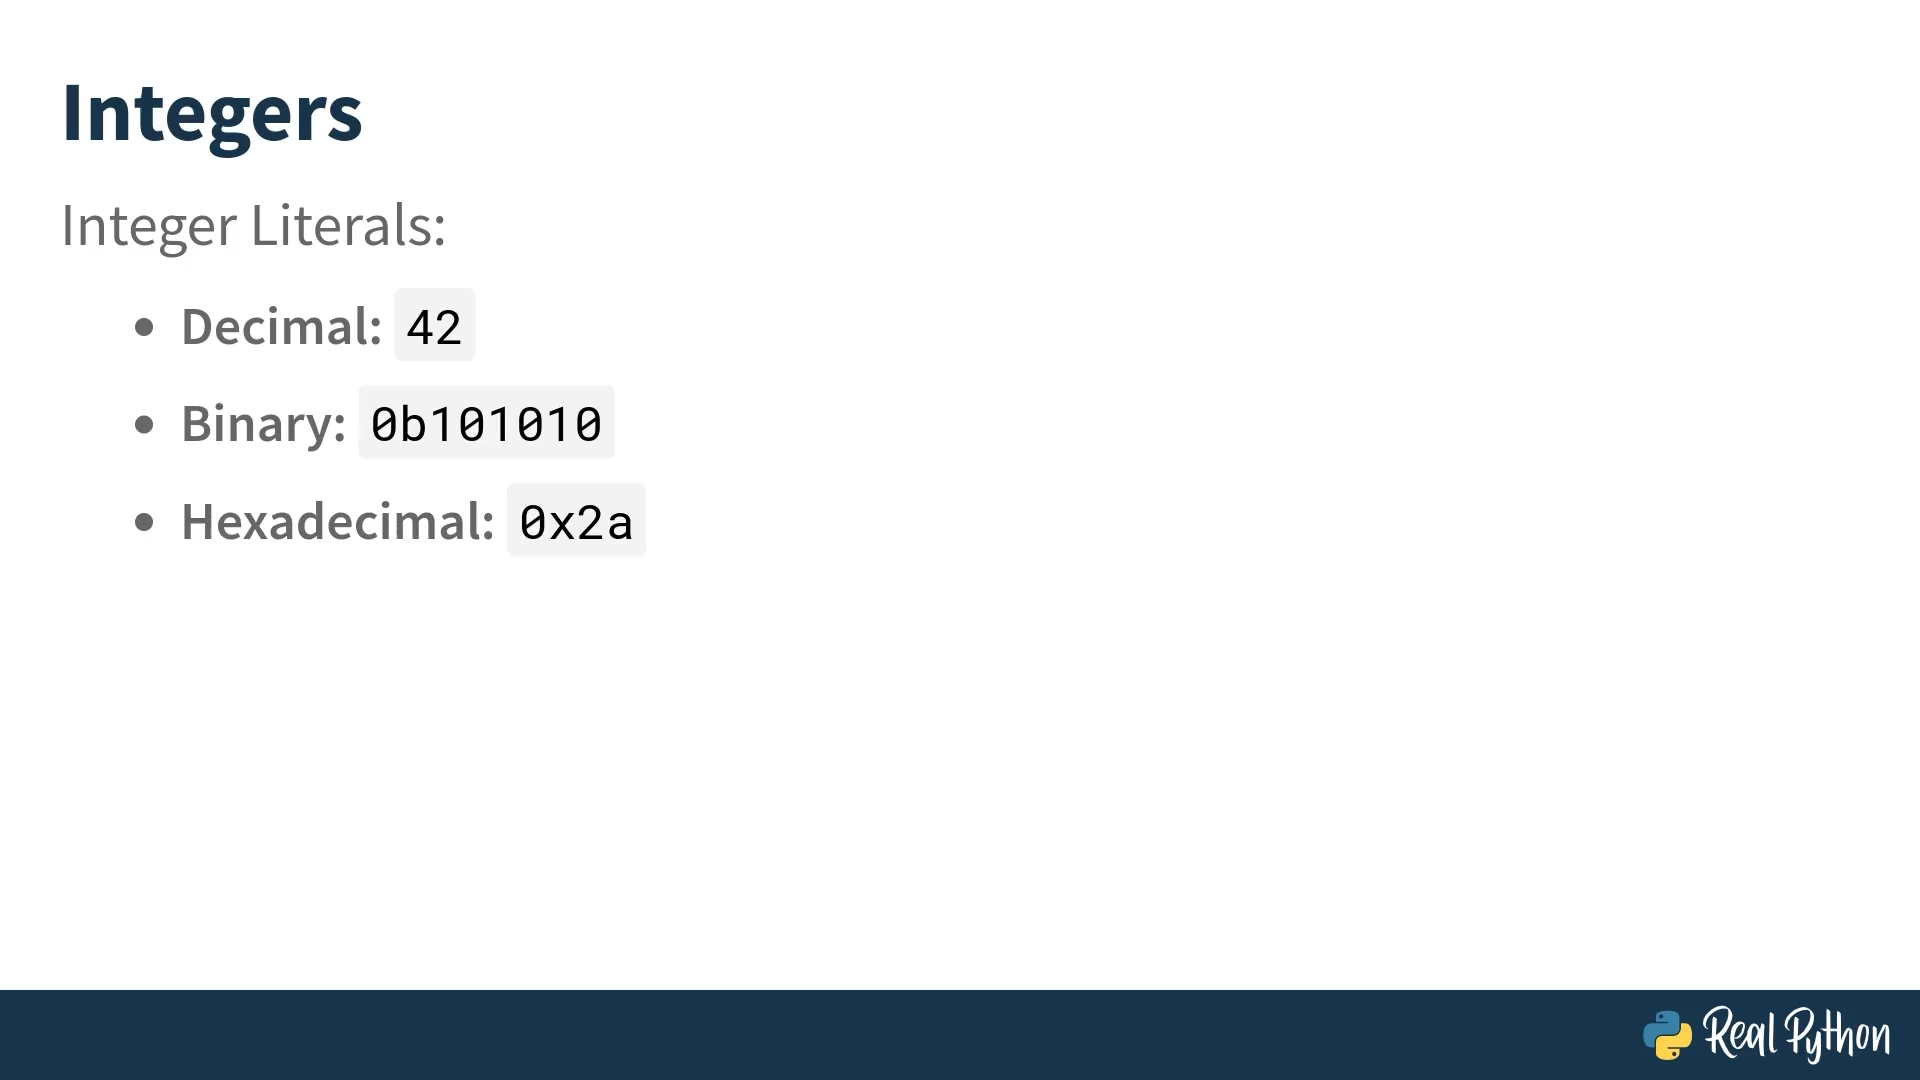 Integers
Integer Literals:
• Decimal: 42
• Binary: 0b101010
• Hexadecimal: 0x2a
Real Python